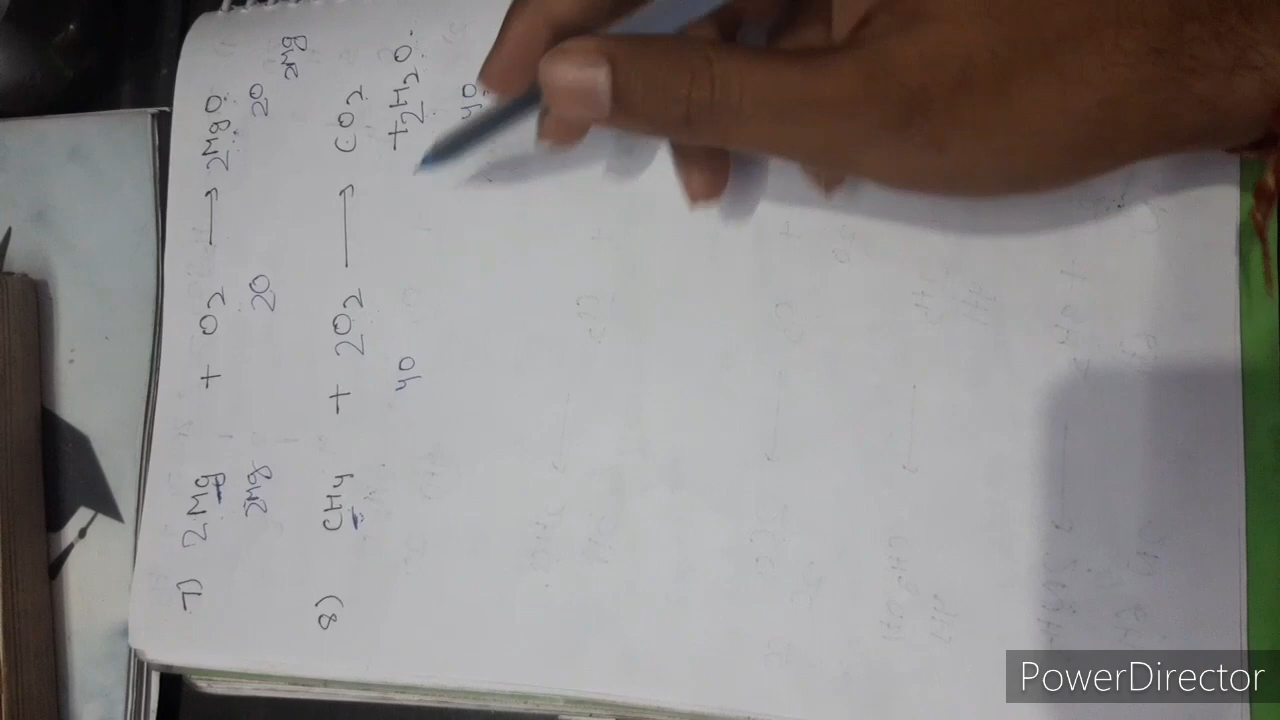 7) 2Mg + O2 → 2MgO
2Mg 20 20
2Mg
8) CH4 + 2O2 → CO2
+2H2O.
40
40
PowerDirector